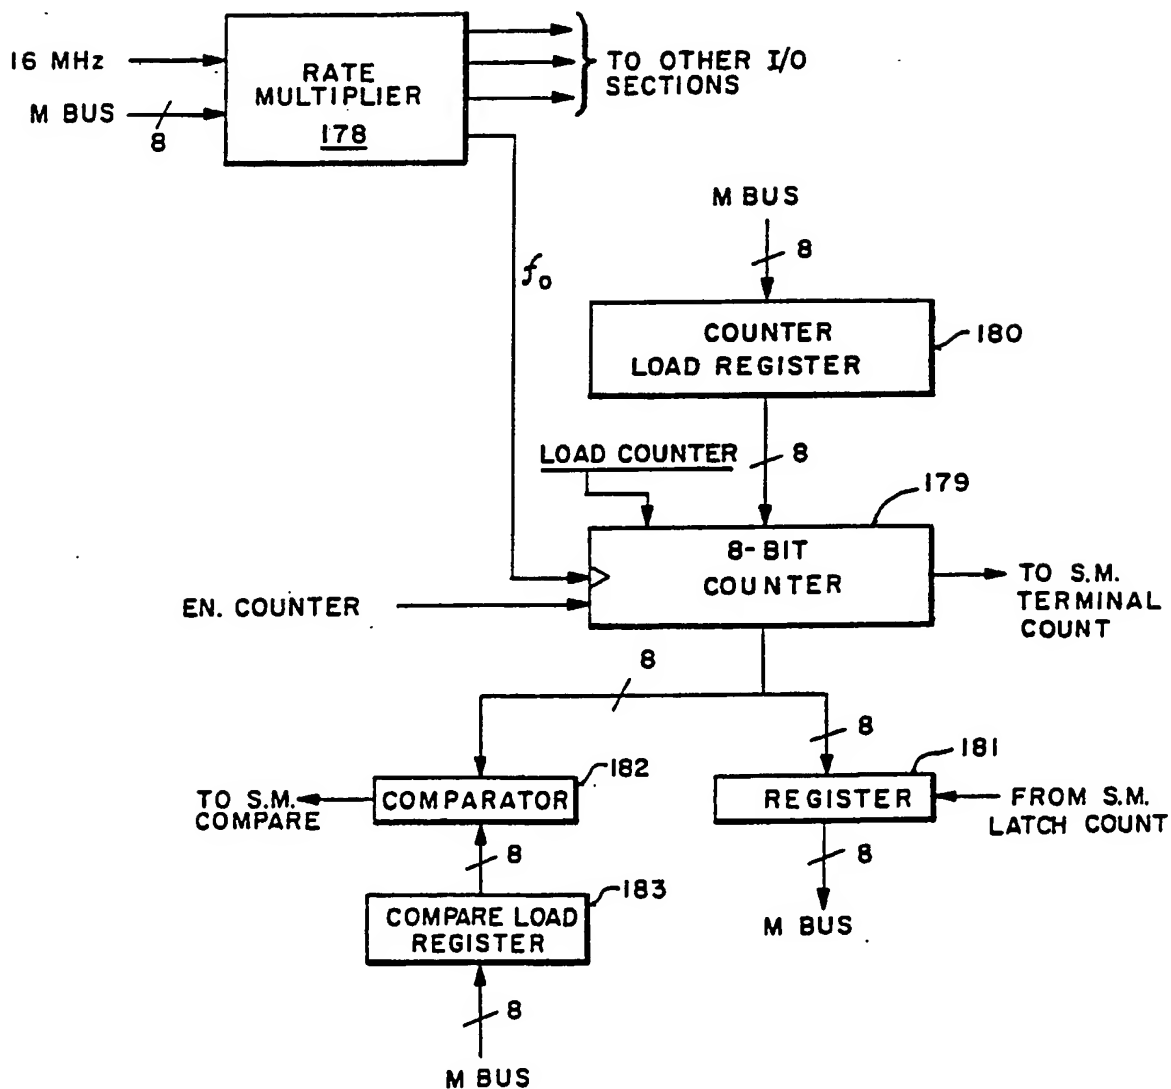 16 MHz
M BUS
8
RATE
MULTIPLIER
178
TO OTHER I/O
SECTIONS
M BUS
8
fo
COUNTER
LOAD REGISTER
180
LOAD COUNTER
8
179
8-BIT
COUNTER
EN. COUNTER
TO S.M.
TERMINAL
COUNT
8
8
182
181
TO S.M.
COMPARE
COMPARATOR
REGISTER
FROM S.M.
LATCH COUNT
8
8
183
COMPARE LOAD
REGISTER
M BUS
8
M BUS